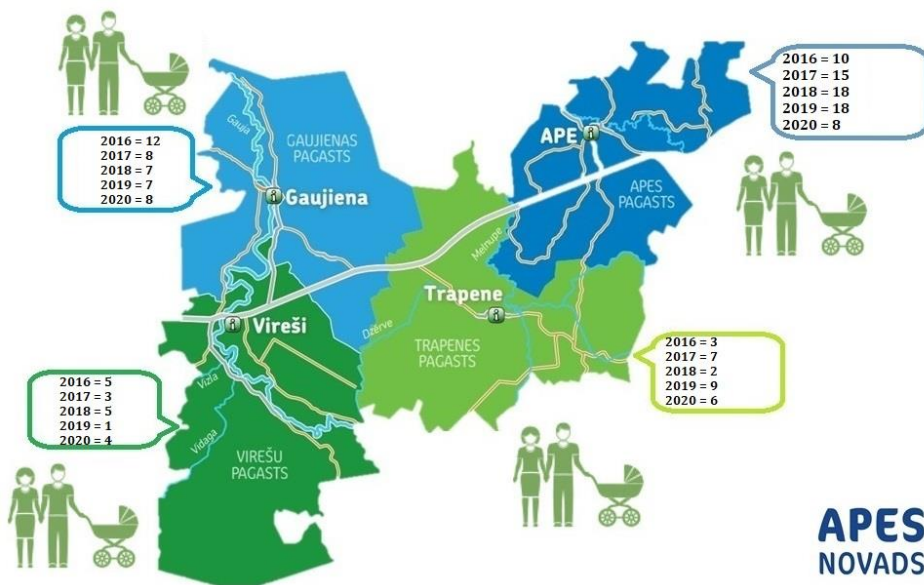 2016 = 10
2017 = 15
2018 = 18
2019 = 18
2020 = 8
2016 = 12
2017 = 8
2018 = 7
2019 = 7
2020 = 8
Gauja
GAUJIENAS
PAGASTS
Gaujiena
APE
APES
PAGASTS
Melnupe
Trapene
TRAPENES
PAGASTS
Džērve
Vireši
Vizla
Vidaga
VIREŠU
PAGASTS
2016 = 3
2017 = 7
2018 = 2
2019 = 9
2020 = 6
2016 = 5
2017 = 3
2018 = 5
2019 = 1
2020 = 4
APES
NOVADS